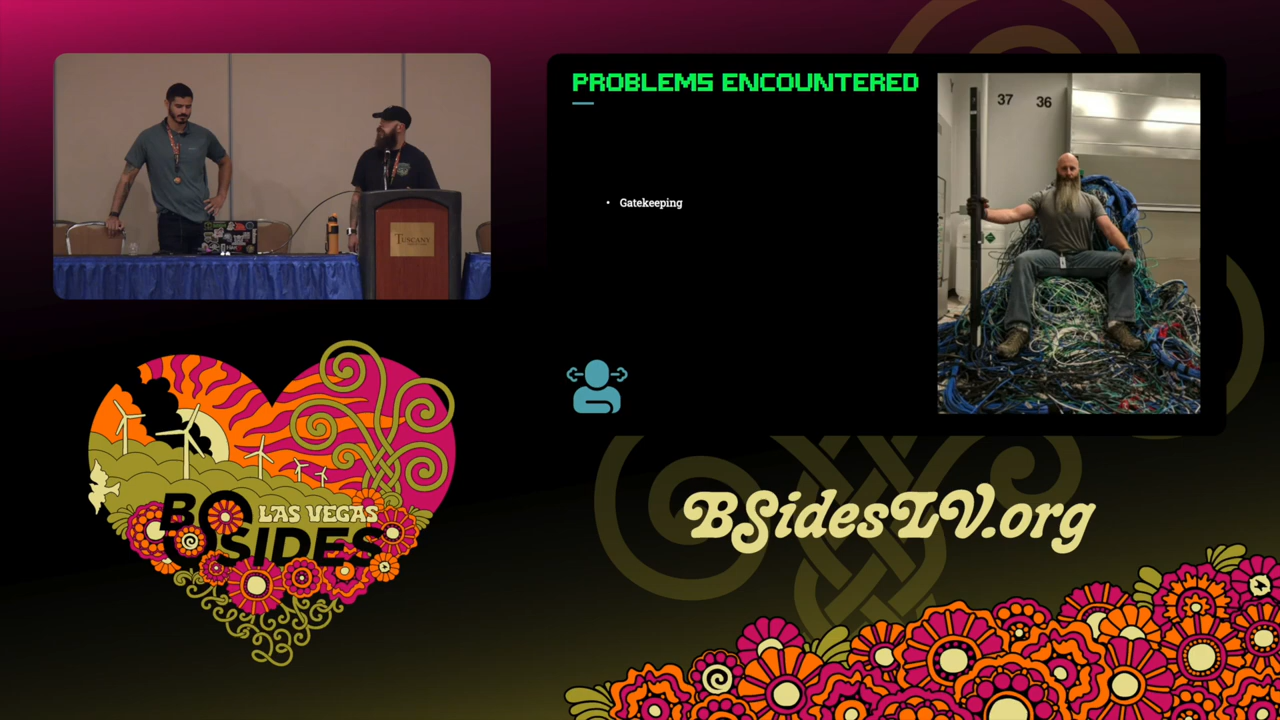 PROBLEMS ENCOUNTERED
37 36
• Gatekeeping
TUSCANY
LAS VEGAS
BSIDES
BSidesLV.org